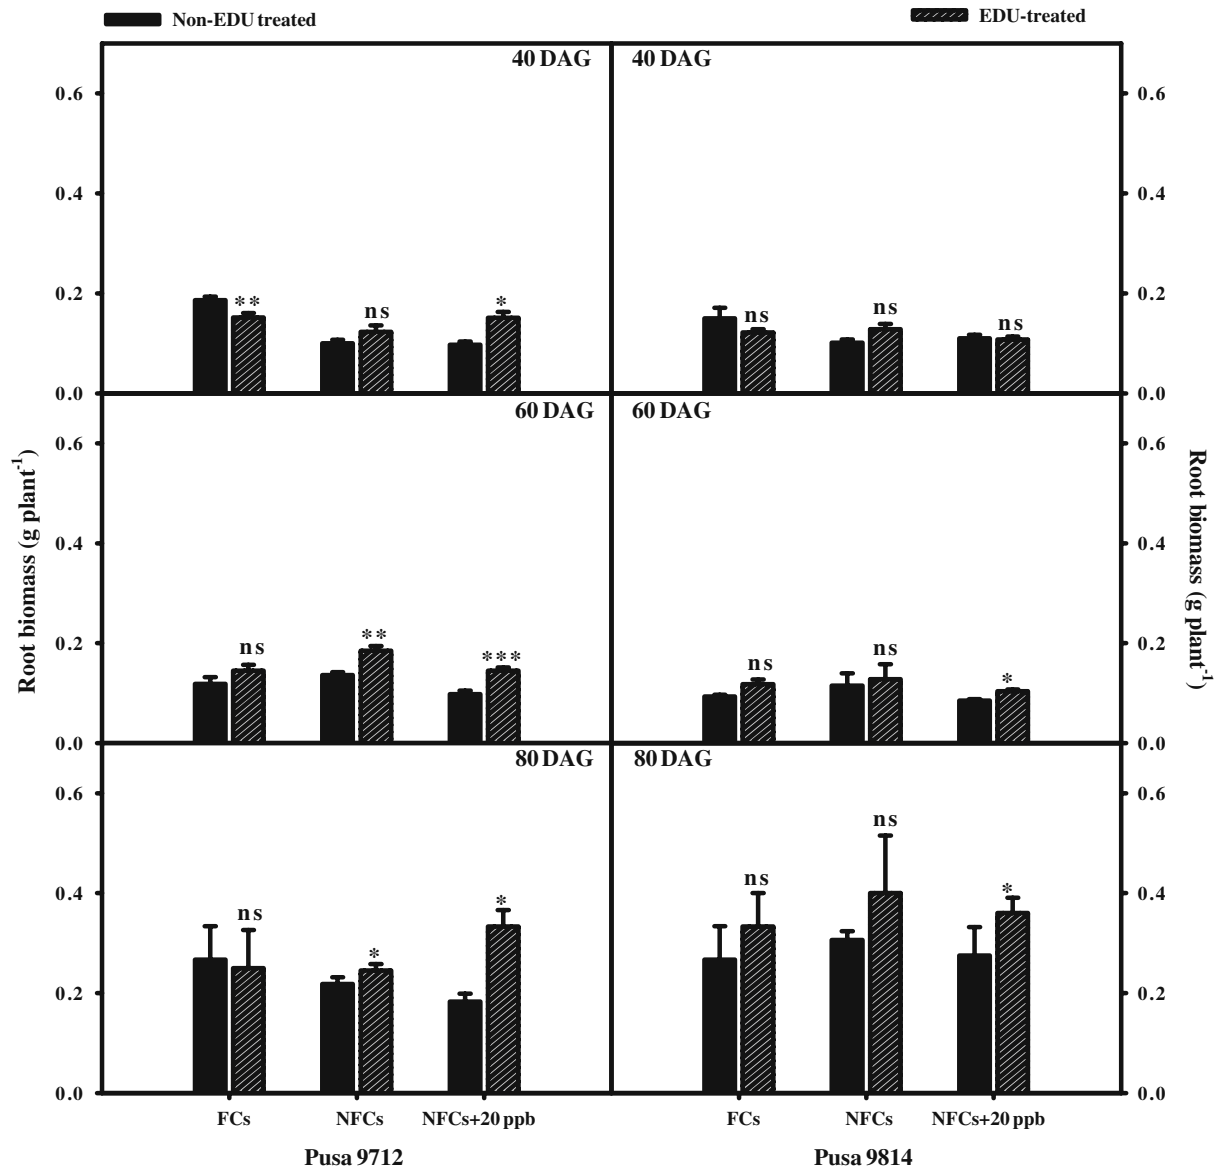 Non-EDU treated
EDU-treated
40 DAG
40 DAG
0.6
0.6
0.4
0.4
0.2
** ns *
ns ns ns
0.2
0.0
0.0
60 DAG
60 DAG
0.6
0.6
Root biomass (g plant⁻¹)
Root biomass (g plant⁻¹)
0.4
0.4
0.2
ns ** ***
ns ns *
0.2
0.0
0.0
80 DAG
80 DAG
0.6
0.6
0.4
ns * *
ns ns *
0.4
0.2
0.2
0.0
0.0
FCs NFCs NFCs+20 ppb
FCs NFCs NFCs+20 ppb
Pusa 9712
Pusa 9814